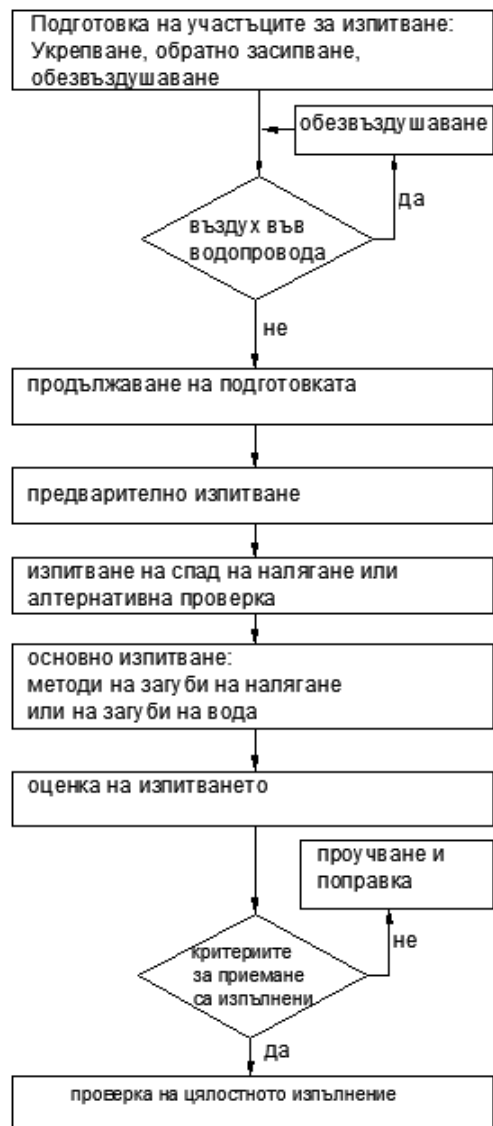 Подготовка на участъците за изпитване:
Укрепване, обратно засипване,
обезвъздушаване
обезвъздушаване
да
въздух във
водопровода
не
продължаване на подготовката
предварително изпитване
изпитване на спад на налягане или
алтернативна проверка
основно изпитване:
методи на загуби на налягане
или на загуби на вода
оценка на изпитването
проучване и
поправка
не
критериите
за приемане
са изпълнени
да
проверка на цялостното изпълнение